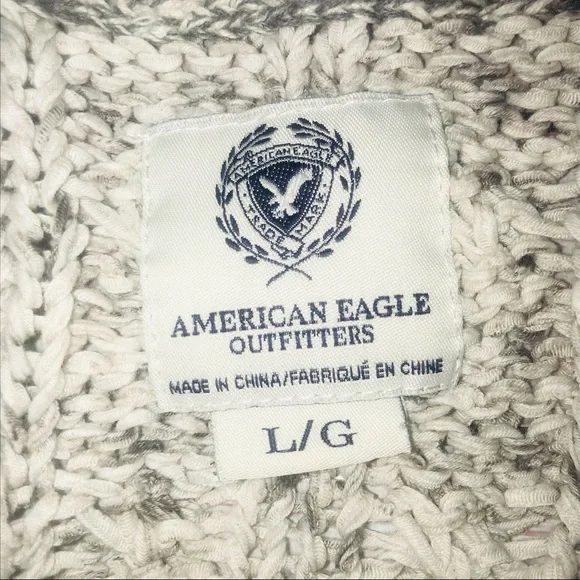 AMERICAN EAGLE
TRADE MARK
AMERICAN EAGLE
OUTFITTERS
MADE IN CHINA/FABRIQUÉ EN CHINE
L/G